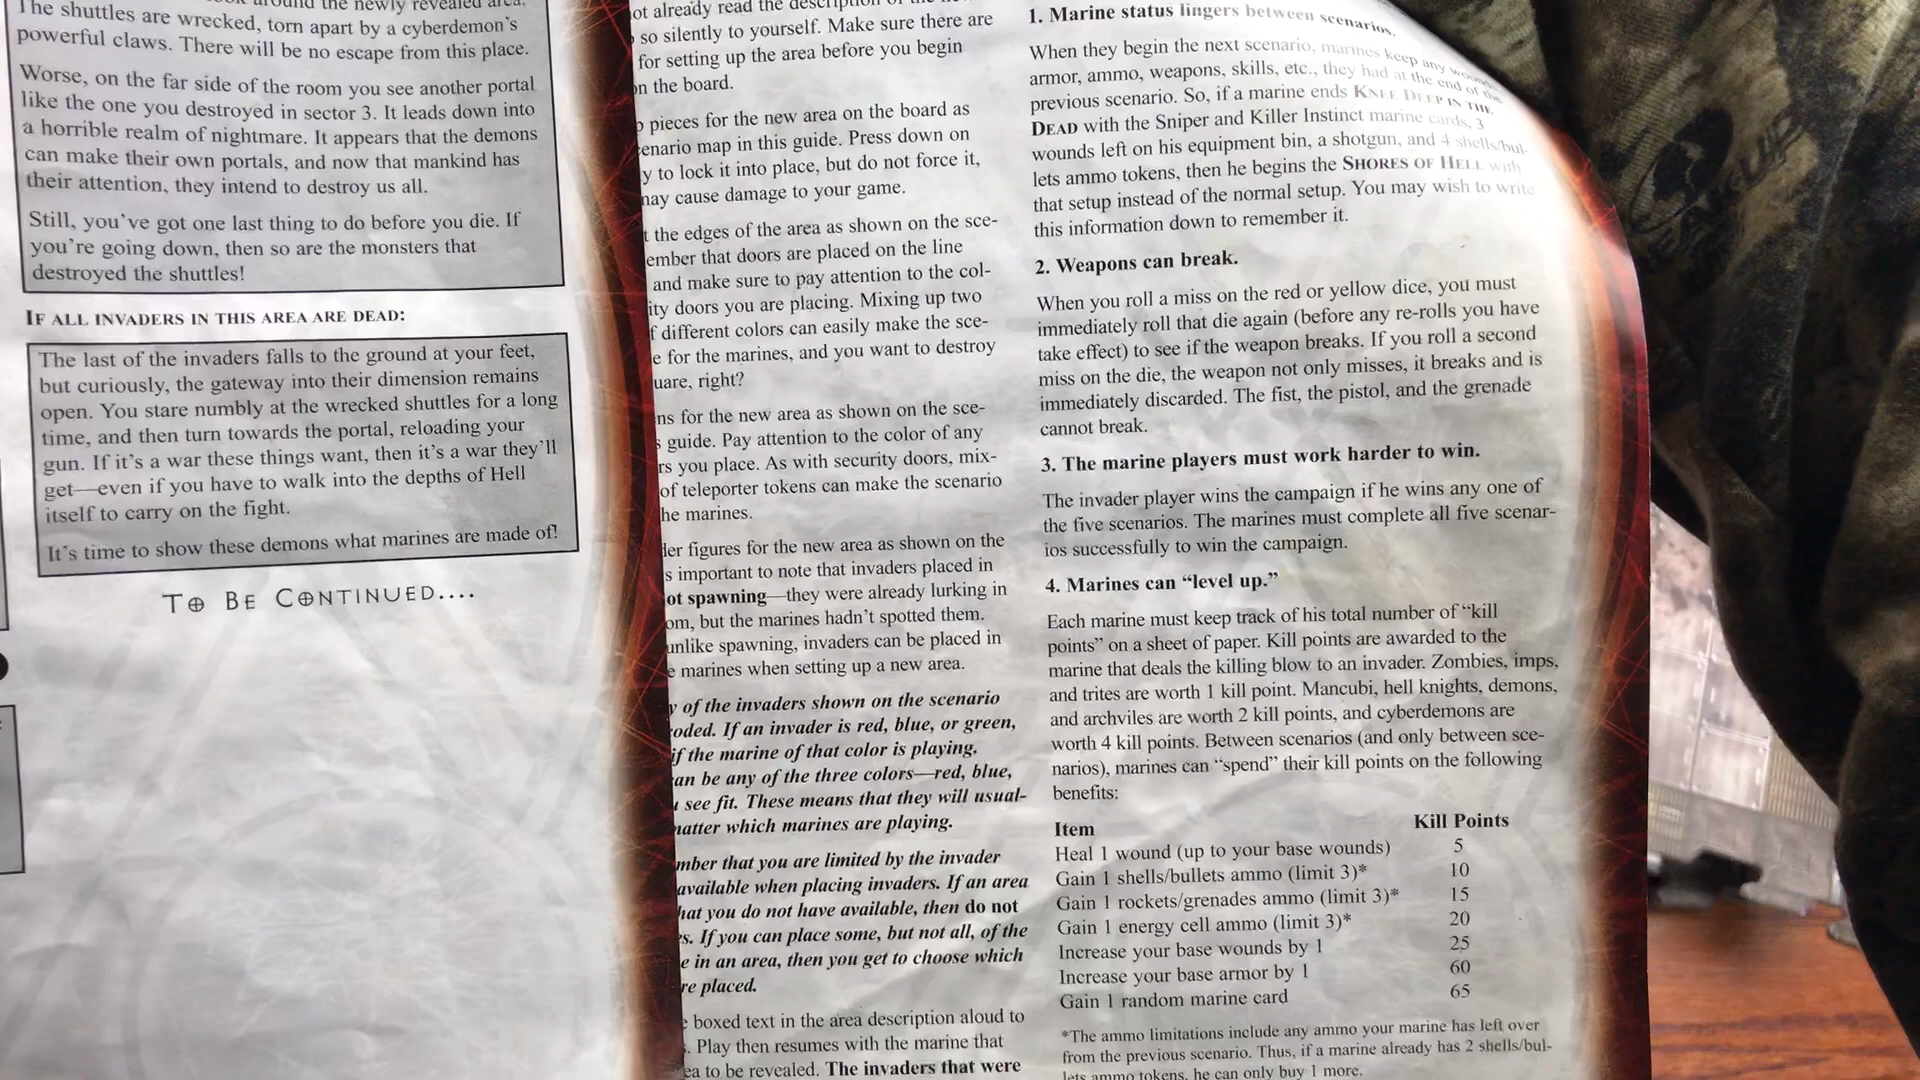 The shuttles are wrecked, torn apart by a cyberdemon's
powerful claws. There will be no escape from this place.
Worse, on the far side of the room you see another portal
like the one you destroyed in sector 3. It leads down into
a horrible realm of nightmare. It appears that the demons
can make their own portals, and now that mankind has
their attention, they intend to destroy us all.
Still, you've got one last thing to do before you die. If
you're going down, then so are the monsters that
destroyed the shuttles!
IF ALL INVADERS IN THIS AREA ARE DEAD:
The last of the invaders falls to the ground at your feet,
but curiously, the gateway into their dimension remains
open. You stare numbly at the wrecked shuttles for a long
time, and then turn towards the portal, reloading your
gun. If it's a war these things want, then it's a war they'll
get—even if you have to walk into the depths of Hell
itself to carry on the fight.
It's time to show these demons what marines are made of!
TO BE CONTINUED....
already read the description of the
so silently to yourself. Make sure there are
for setting up the area before you begin
the board.
pieces for the new area on the board as
map in this guide. Press down on
to lock it into place, but do not force it,
may cause damage to your game.
the edges of the area as shown on the sce-
that doors are placed on the line
and make sure to pay attention to the col-
doors you are placing. Mixing up two
different colors can easily make the sce-
for the marines, and you want to destroy
right?
for the new area as shown on the sce-
guide. Pay attention to the color of any
you place. As with security doors, mix-
of teleporter tokens can make the scenario
marines.
figures for the new area as shown on the
important to note that invaders placed in
spawning—they were already lurking in
but the marines hadn't spotted them.
unlike spawning, invaders can be placed in
marines when setting up a new area.
of the invaders shown on the scenario
If an invader is red, blue, or green,
if the marine of that color is playing.
can be any of the three colors—red, blue,
see fit. These means that they will usual-
matter which marines are playing.
that you are limited by the invader
available when placing invaders. If an area
that you do not have available, then do not
If you can place some, but not all, of the
in an area, then you get to choose which
placed.
boxed text in the area description aloud to
Play then resumes with the marine that
to be revealed. The invaders that were
1. Marine status lingers between scenarios.
When they begin the next scenario, marines keep any wounds
armor, ammo, weapons, skills, etc., they had at the end of the
previous scenario. So, if a marine ends KNEE DEEP IN THE
DEAD with the Sniper and Killer Instinct marine cards, 3
wounds left on his equipment bin, a shotgun, and 4 shells/bul-
lets ammo tokens, then he begins the SHORES OF HELL with
that setup instead of the normal setup. You may wish to write
this information down to remember it.
2. Weapons can break.
When you roll a miss on the red or yellow dice, you must
immediately roll that die again (before any re-rolls you have
take effect) to see if the weapon breaks. If you roll a second
miss on the die, the weapon not only misses, it breaks and is
immediately discarded. The fist, the pistol, and the grenade
cannot break.
3. The marine players must work harder to win.
The invader player wins the campaign if he wins any one of
the five scenarios. The marines must complete all five scenar-
ios successfully to win the campaign.
4. Marines can “level up.”
Each marine must keep track of his total number of “kill
points” on a sheet of paper. Kill points are awarded to the
marine that deals the killing blow to an invader. Zombies, imps,
and trites are worth 1 kill point. Mancubi, hell knights, demons,
and archviles are worth 2 kill points, and cyberdemons are
worth 4 kill points. Between scenarios (and only between sce-
narios), marines can “spend” their kill points on the following
benefits:
Item Kill Points
Heal 1 wound (up to your base wounds) 5
Gain 1 shells/bullets ammo (limit 3)* 10
Gain 1 rockets/grenades ammo (limit 3)* 15
Gain 1 energy cell ammo (limit 3)* 20
Increase your base wounds by 1 25
Increase your base armor by 1 60
Gain 1 random marine card 65
*The ammo limitations include any ammo your marine has left over
from the previous scenario. Thus, if a marine already has 2 shells/bul-
lets ammo tokens, he can only buy 1 more.